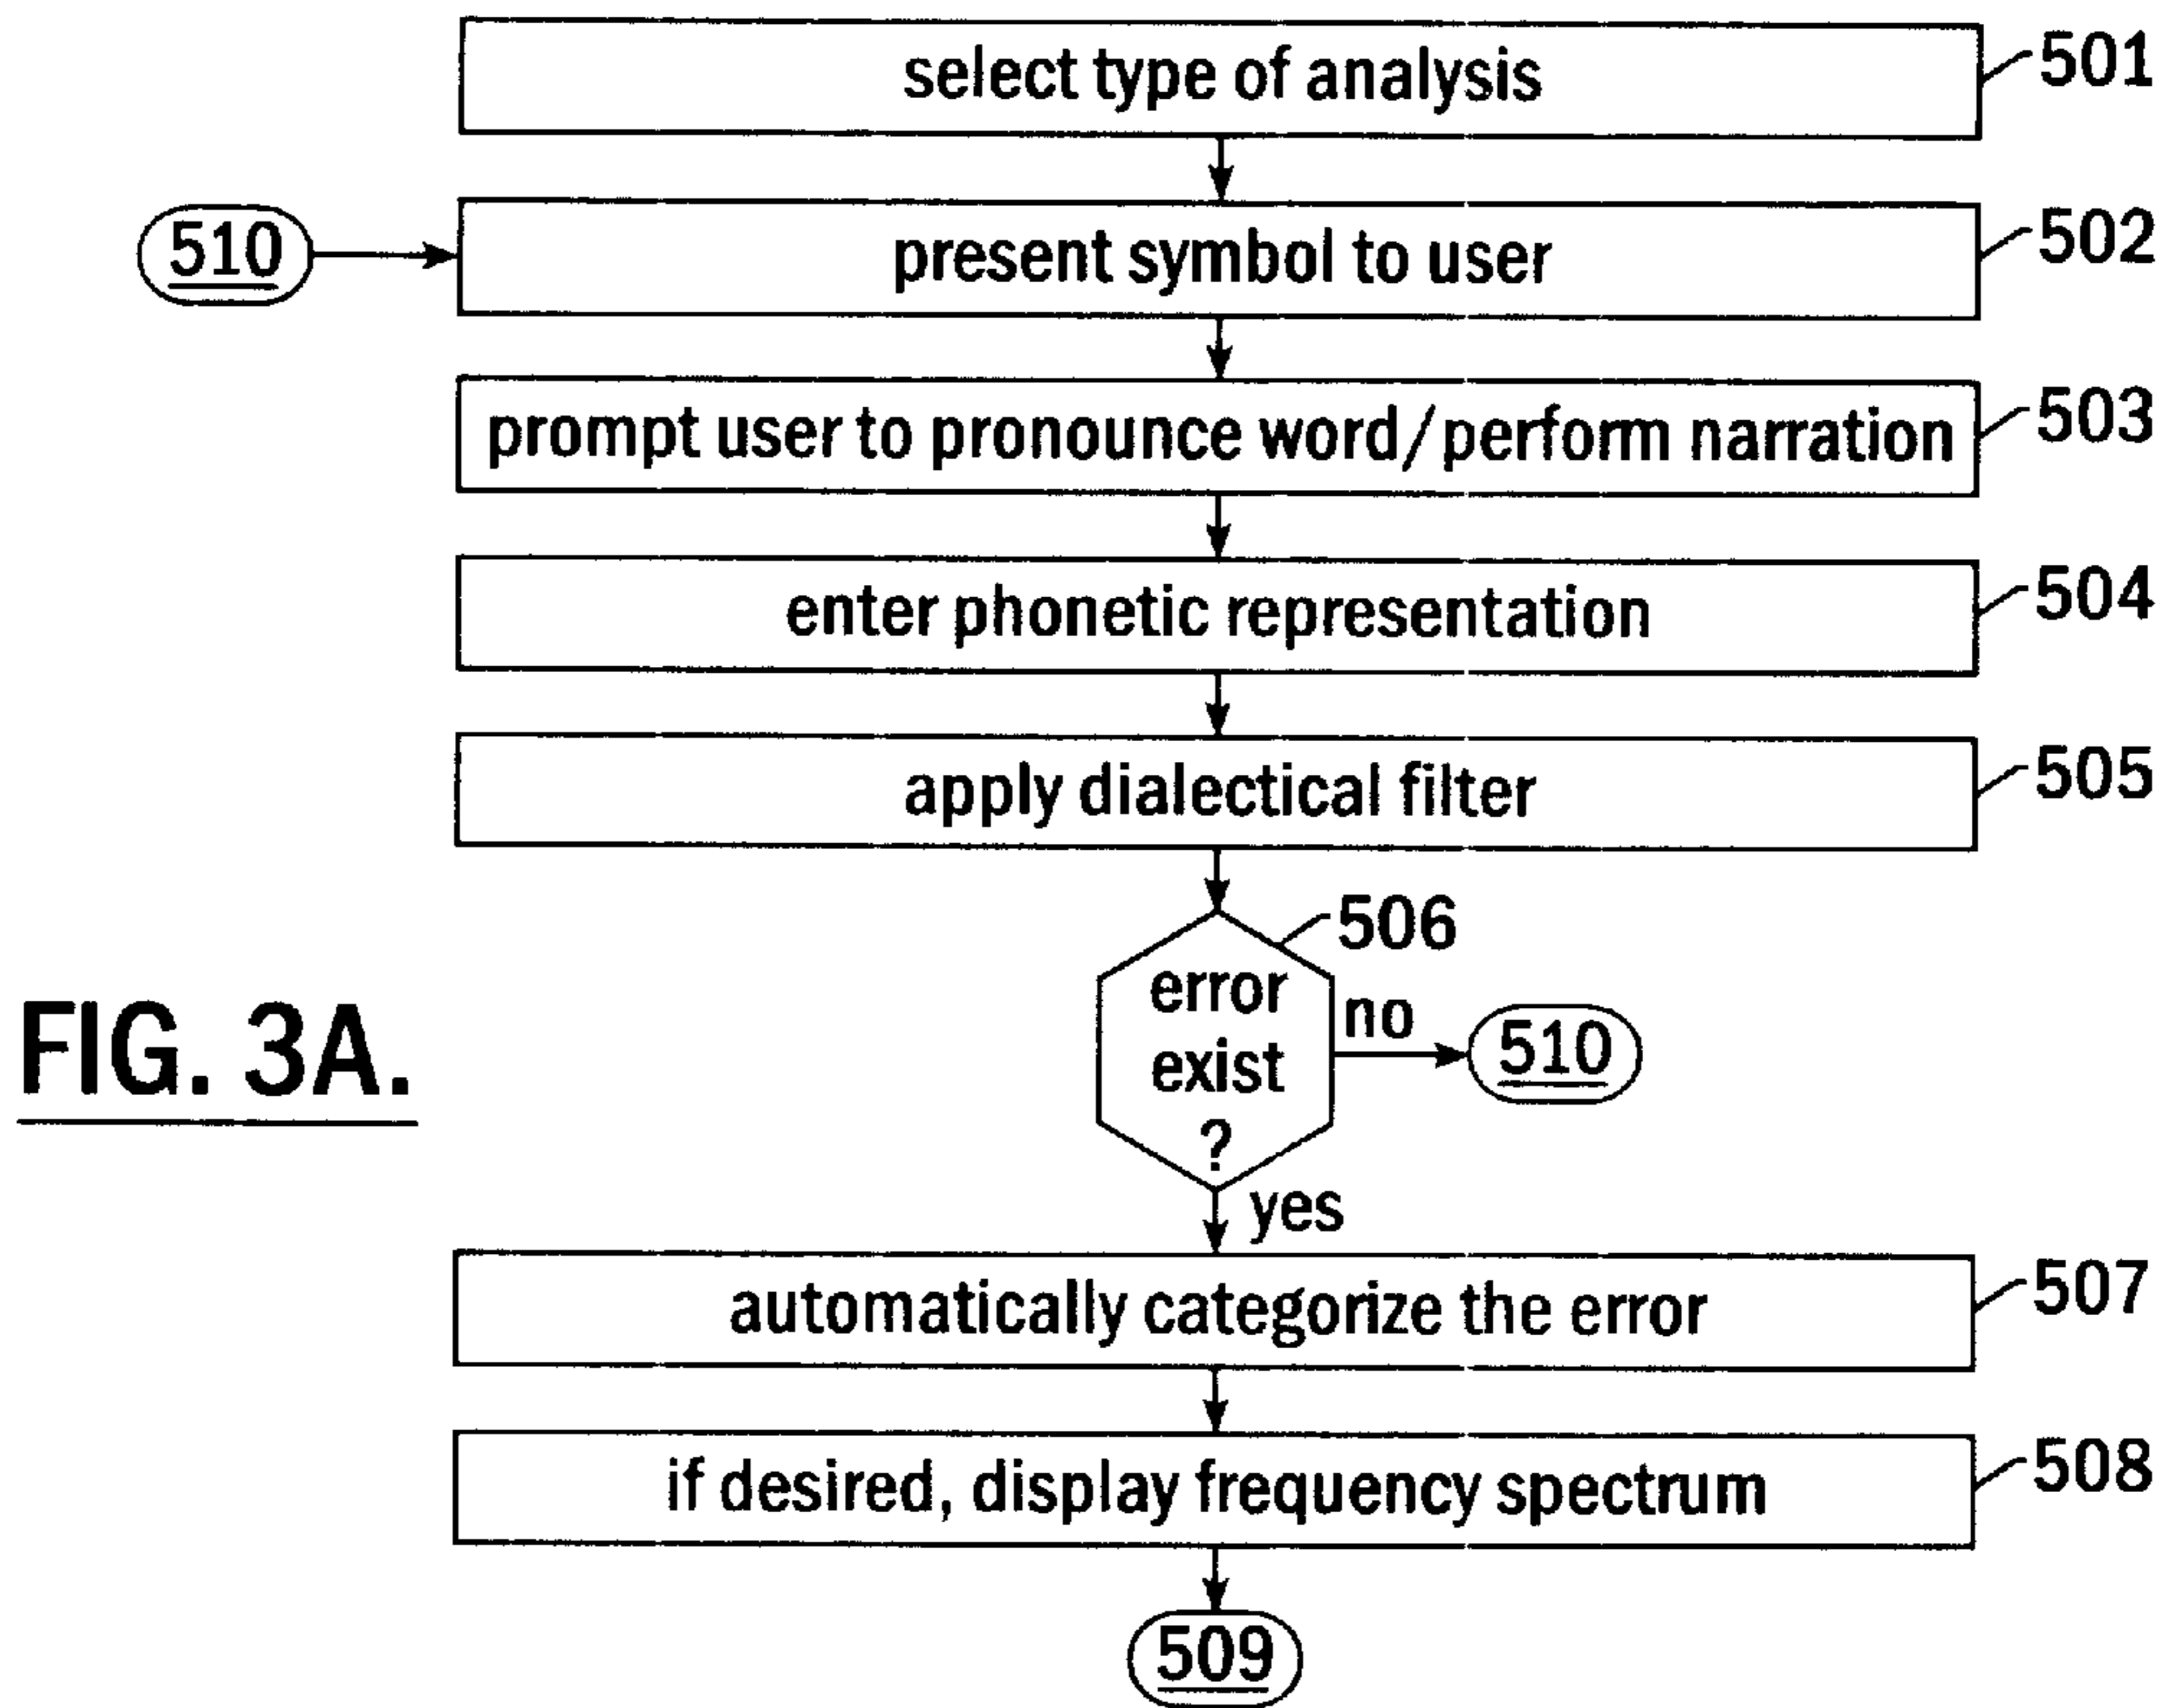 select type of analysis
501
510
present symbol to user
502
prompt user to pronounce word/perform narration
503
enter phonetic representation
504
apply dialectical filter
505
506
error
exist
?
no
510
FIG. 3A.
yes
automatically categorize the error
507
if desired, display frequency spectrum
508
509